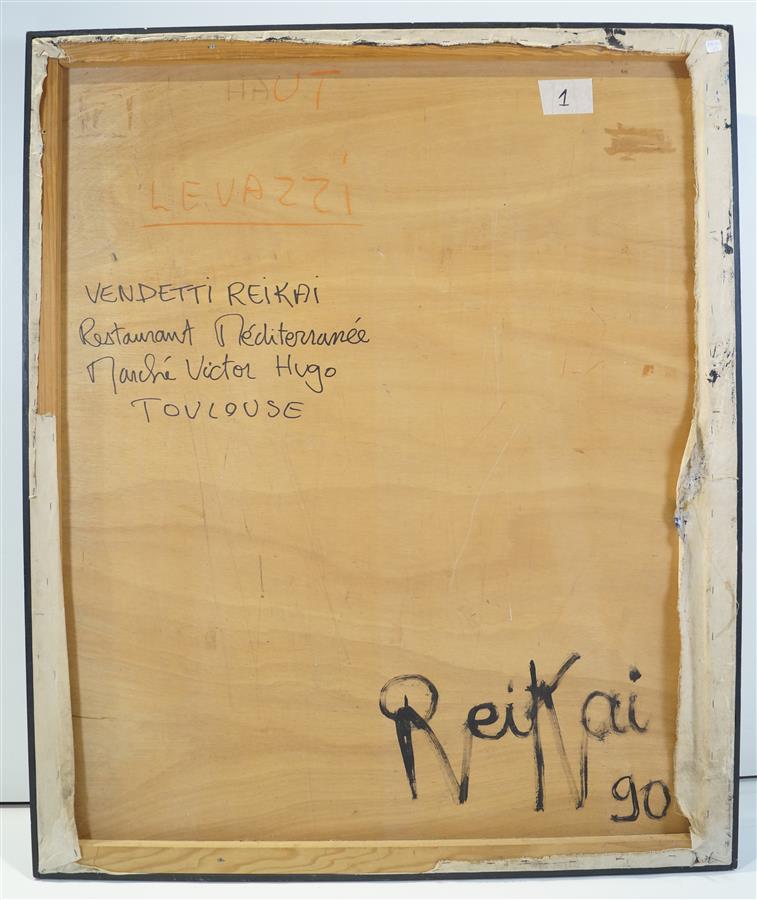 HAUT
1
LEVAZZi
VENDETTi REiKAi
Restaurant Méditerranée
Marché Victor Hugo
TOULOUSE
ReiKai
90